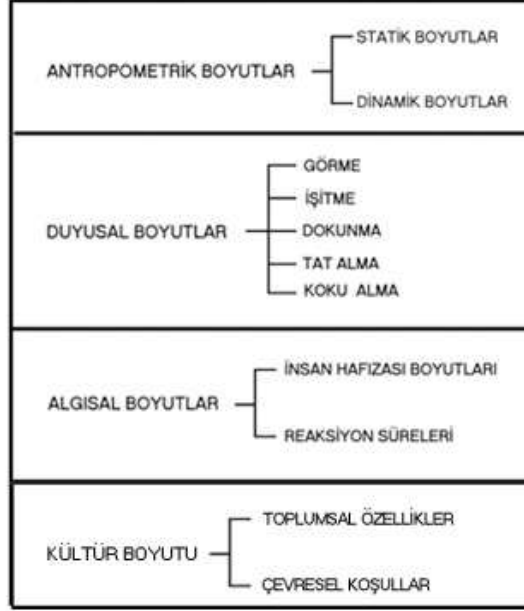 STATİK BOYUTLAR
ANTROPOMETRİK BOYUTLAR
DİNAMİK BOYUTLAR
GÖRME
İŞİTME
DUYUSAL BOYUTLAR
DOKUNMA
TAT ALMA
KOKU ALMA
İNSAN HAFIZASI BOYUTLARI
ALGISAL BOYUTLAR
REAKSİYON SÜRELERİ
TOPLUMSAL ÖZELLİKLER
KÜLTÜR BOYUTU
ÇEVRESEL KOŞULLAR